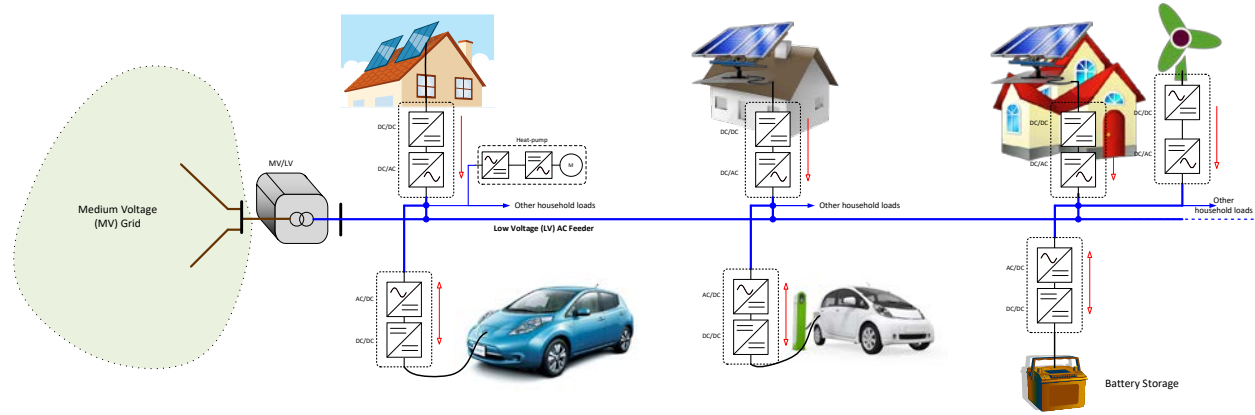 Medium Voltage
(MV) Grid
MV/LV
Low Voltage (LV) AC Feeder
DC/DC
DC/AC
Heat-pump
M
Other household loads
AC/DC
DC/DC
DC/DC
DC/AC
Other household loads
AC/DC
DC/DC
DC/DC
DC/AC
DC/DC
DC/AC
Other
household loads
AC/DC
DC/DC
Battery Storage